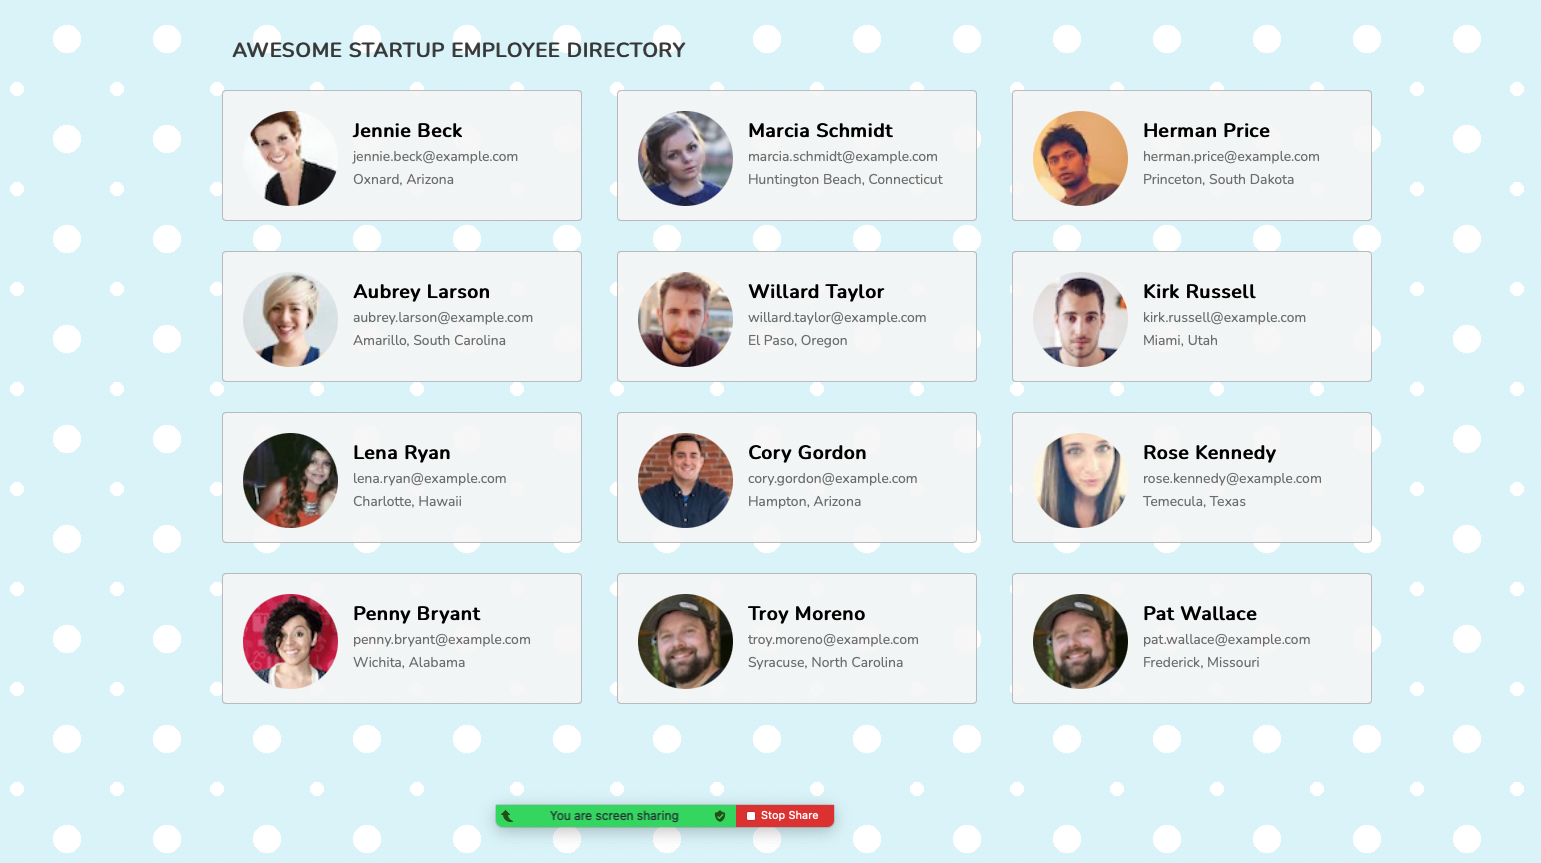 AWESOME STARTUP EMPLOYEE DIRECTORY
Jennie Beck
jennie.beck@example.com
Oxnard, Arizona
Marcia Schmidt
marcia.schmidt@example.com
Huntington Beach, Connecticut
Herman Price
herman.price@example.com
Princeton, South Dakota
Aubrey Larson
aubrey.larson@example.com
Amarillo, South Carolina
Willard Taylor
willard.taylor@example.com
El Paso, Oregon
Kirk Russell
kirk.russell@example.com
Miami, Utah
Lena Ryan
lena.ryan@example.com
Charlotte, Hawaii
Cory Gordon
cory.gordon@example.com
Hampton, Arizona
Rose Kennedy
rose.kennedy@example.com
Temecula, Texas
Penny Bryant
penny.bryant@example.com
Wichita, Alabama
Troy Moreno
troy.moreno@example.com
Syracuse, North Carolina
Pat Wallace
pat.wallace@example.com
Frederick, Missouri
You are screen sharing
Stop Share